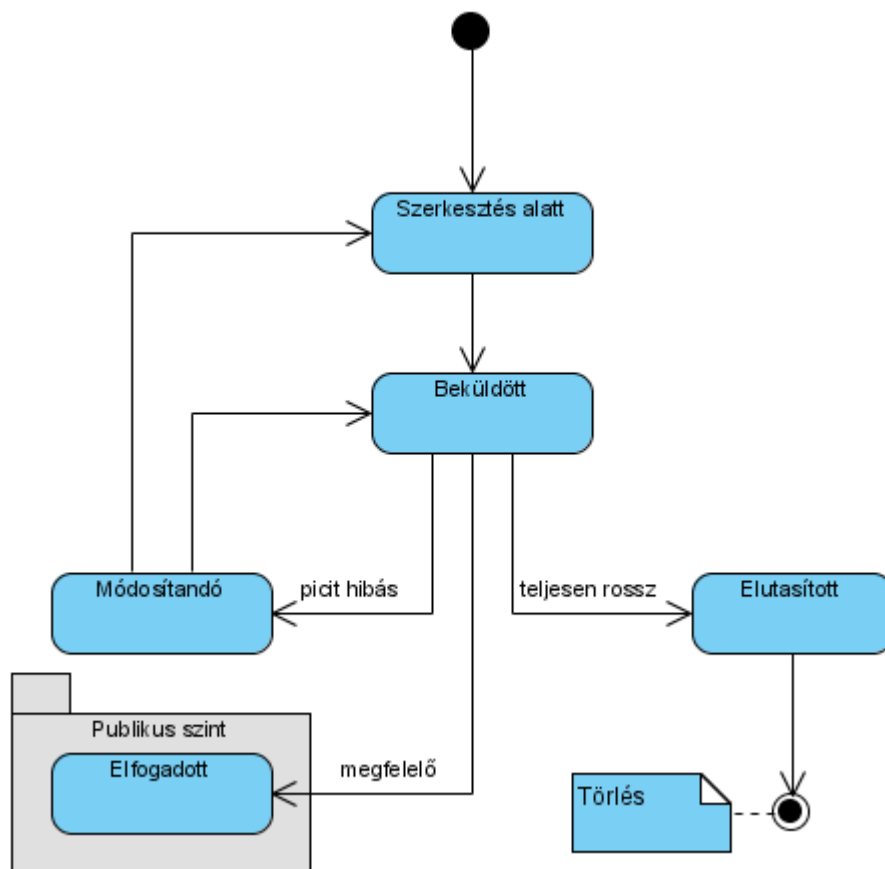 Szerkesztés alatt
Beküldött
Módosítandó
picit hibás
teljesen rossz
Elutasított
Publikus szint
Elfogadott
megfelelő
Törlés